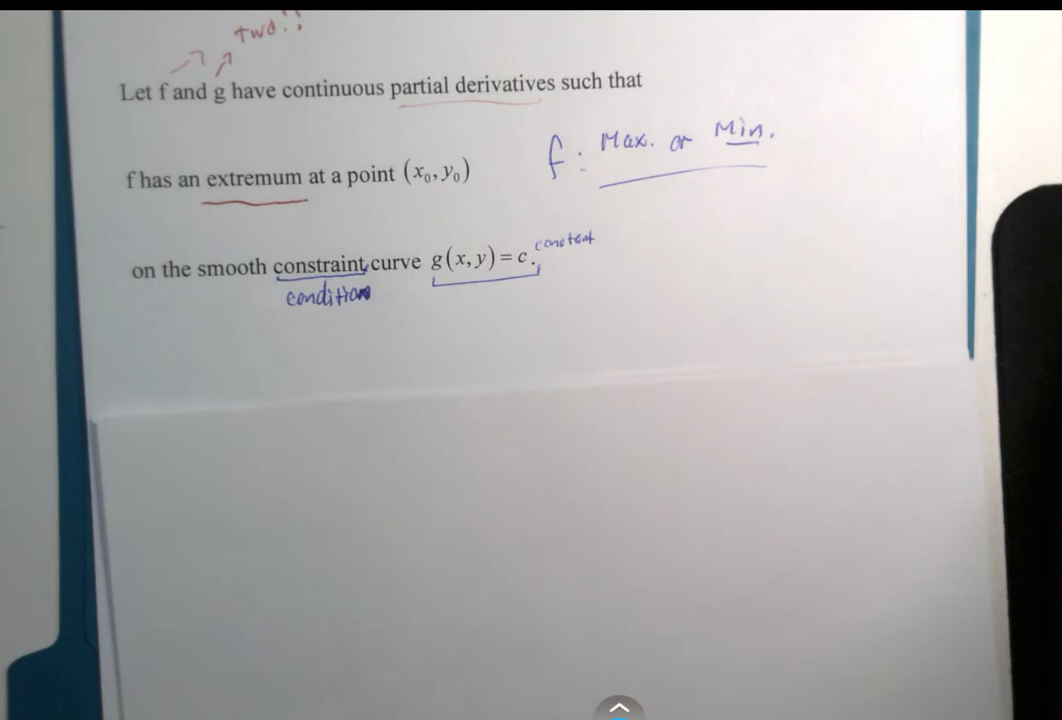 two!!
Let f and g have continuous partial derivatives such that
f: Max. or Min.
f has an extremum at a point (x₀, y₀)
constant
on the smooth constraint curve g(x, y) = c.
condition